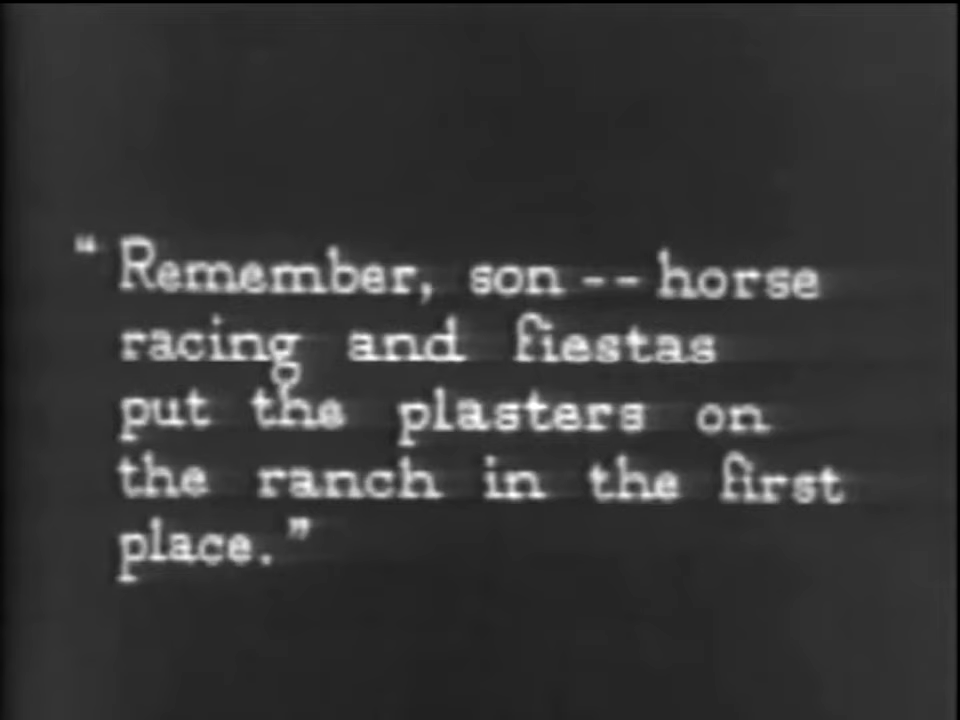 “Remember, son -- horse
racing and fiestas
put the plasters on
the ranch in the first
place.”